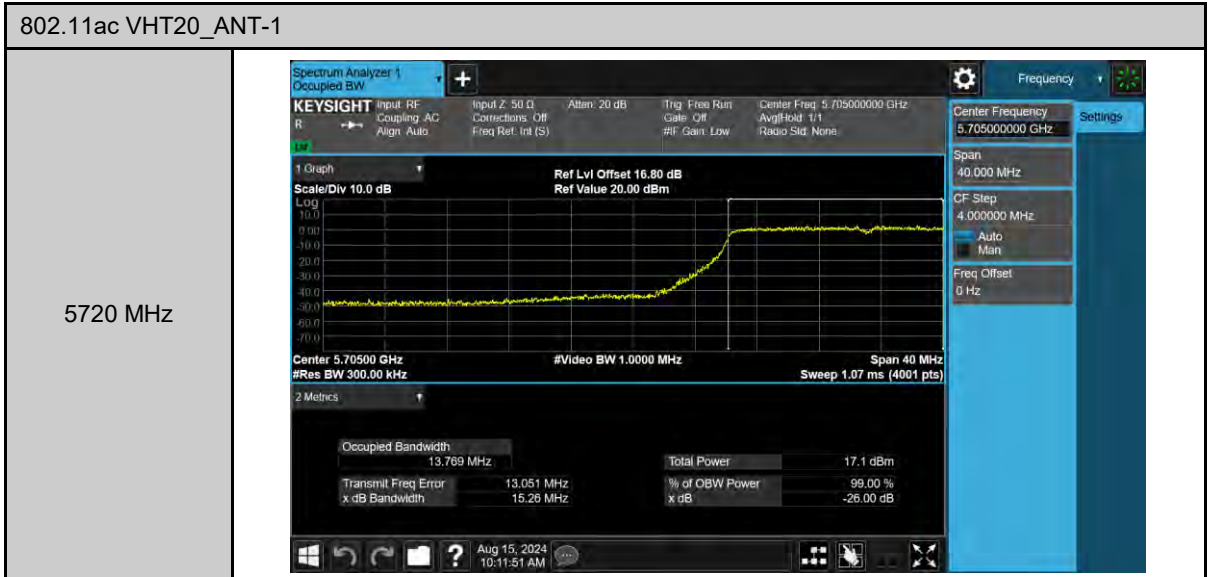 802.11ac VHT20_ANT-1
5720 MHz
Spectrum Analyzer 1
Occupied BW
+
Frequency
KEYSIGHT Input: RF
R
Coupling: AC
Align: Auto
Input Z: 50 Ω
Corrections: Off
Freq Ref: Int (S)
Atten: 20 dB
Trig: Free Run
Gate: Off
#IF Gain: Low
Center Freq: 5.705000000 GHz
Avg|Hold: 1/1
Radio Std: None
Center Frequency
5.705000000 GHz
Settings
Span
40.000 MHz
CF Step
4.000000 MHz
Auto
Man
Freq Offset
0 Hz
1 Graph
Scale/Div 10.0 dB
Ref Lvl Offset 16.80 dB
Ref Value 20.00 dBm
Log
10.0
0.00
-10.0
-20.0
-30.0
-40.0
-50.0
-60.0
-70.0
Center 5.70500 GHz
#Video BW 1.0000 MHz
Span 40 MHz
#Res BW 300.00 kHz
Sweep 1.07 ms (4001 pts)
2 Metrics
Occupied Bandwidth
13.769 MHz
Total Power 17.1 dBm
Transmit Freq Error 13.051 MHz
% of OBW Power 99.00 %
x dB Bandwidth 15.26 MHz
x dB -26.00 dB
?
Aug 15, 2024
10:11:51 AM